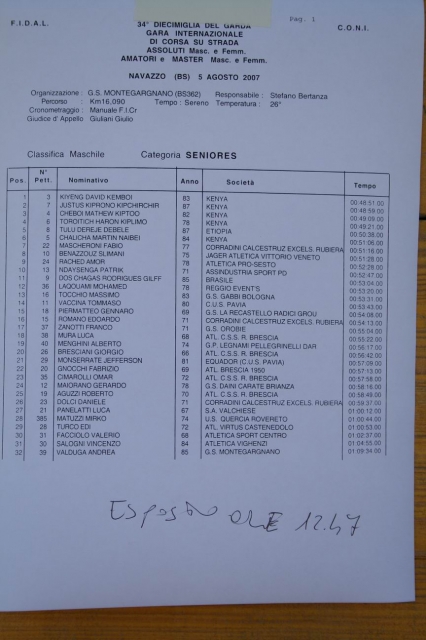 F.I.D.A.L.
34° DIECIMIGLIA DEL GARDA
Pag. 1
C.O.N.I.
GARA INTERNAZIONALE
DI CORSA SU STRADA
ASSOLUTI Masc. e Femm.
AMATORI e MASTER Masc. e Femm.
NAVAZZO (BS) 5 AGOSTO 2007
Organizzazione : G.S. MONTEGARGNANO (BS362) Responsabile : Stefano Bertanza
Percorso : Km16,090 Tempo : Sereno Temperatura : 26°
Cronometraggio : Manuale F.I.Cr
Giudice d' Appello Giuliani Giulio
Classifica Maschile Categoria SENIORES
Pos. N° Pett. Nominativo Anno Società Tempo
1 3 KIYENG DAVID KEMBOI 83 KENYA 00:48:51.00
2 7 JUSTUS KIPRONO KIPCHIRCHIR 87 KENYA 00:48:59.00
3 4 CHEBOI MATHEW KIPTOO 82 KENYA 00:49:09.00
4 6 TOROITICH HARON KIPLIMO 78 KENYA 00:49:21.00
5 8 TULU DEREJE DEBELE 87 ETIOPIA 00:50:38.00
6 5 CHALICHA MARTIN NAIBEI 84 KENYA 00:51:06.00
7 22 MASCHERONI FABIO 77 CORRADINI CALCESTRUZ EXCELS. RUBIERA 00:51:16.00
8 10 BENAZZOUZ SLIMANI 75 JAGER ATLETICA VITTORIO VENETO 00:51:28.00
9 24 RACHED AMOR 78 ATLETICA PRO-SESTO 00:52:28.00
10 13 NDAYSENGA PATRIK 71 ASSINDUSTRIA SPORT PD 00:52:47.00
11 9 DOS CHAGAS RODRIGUES GILFF 85 BRASILE 00:53:04.00
12 36 LAQOUAMI MOHAMED 78 REGGIO EVENT'S 00:53:20.00
13 16 TOCCHIO MASSIMO 83 G.S. GABBI BOLOGNA 00:53:31.00
14 11 VACCINA TOMMASO 80 C.U.S. PAVIA 00:53:43.00
15 18 PIERMATTEO GENNARO 69 G.S. LA RECASTELLO RADICI GROU 00:54:08.00
16 15 ROMANO EDOARDO 71 CORRADINI CALCESTRUZ EXCELS. RUBIERA 00:54:13.00
17 37 ZANOTTI FRANCO 71 G.S. OROBIE 00:55:04.00
18 38 MURA LUCA 68 ATL. C.S.S. R. BRESCIA 00:55:22.00
19 40 MENGHINI ALBERTO 74 G.P. LEGNAMI PELLEGRINELLI DAR 00:56:17.00
20 26 BRESCIANI GIORGIO 66 ATL. C.S.S. R. BRESCIA 00:56:42.00
21 29 MONSERRATE JEFFERSON 81 EQUADOR (C.U.S. PAVIA) 00:57:09.00
22 20 GNOCCHI FABRIZIO 69 ATL. BRESCIA 1950 00:57:13.00
23 35 CIMAROLLI OMAR 72 ATL. C.S.S. R. BRESCIA 00:57:56.00
24 12 MAIORANO GERARDO 78 G.S. DAINI CARATE BRIANZA 00:58:16.00
25 19 AGUZZI ROBERTO 70 ATL. C.S.S. R. BRESCIA 00:58:49.00
26 23 DOLCI DANIELE 71 CORRADINI CALCESTRUZ EXCELS. RUBIERA 00:59:37.00
27 21 PANELATTI LUCA 67 S.A. VALCHIESE 01:00:12.00
28 385 MATUZZI MIRKO 74 U.S. QUERCIA ROVERETO 01:00:44.00
29 28 TURCO EDI 72 ATL. VIRTUS CASTENEDOLO 01:00:53.00
30 31 FACCIOLO VALERIO 68 ATLETICA SPORT CENTRO 01:02:37.00
31 30 SALOGNI VINCENZO 84 ATLETICA VIGHENZI 01:04:55.00
32 39 VALDUGA ANDREA 85 G.S. MONTEGARGNANO 01:09:34.00
Esposto ORE 12.47